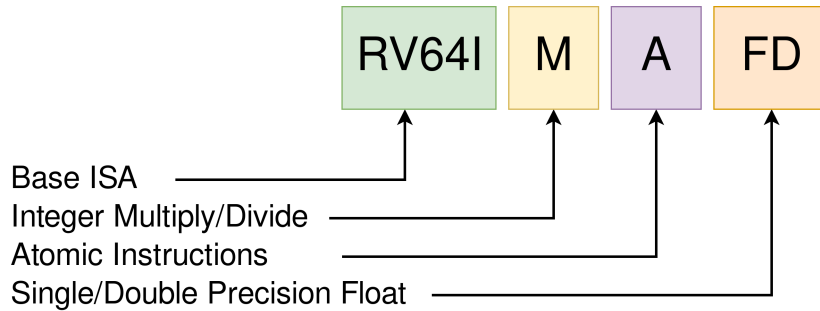 RV64I M A FD
Base ISA
Integer Multiply/Divide
Atomic Instructions
Single/Double Precision Float